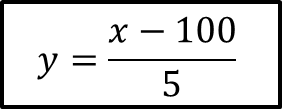 y = (x − 100)/5